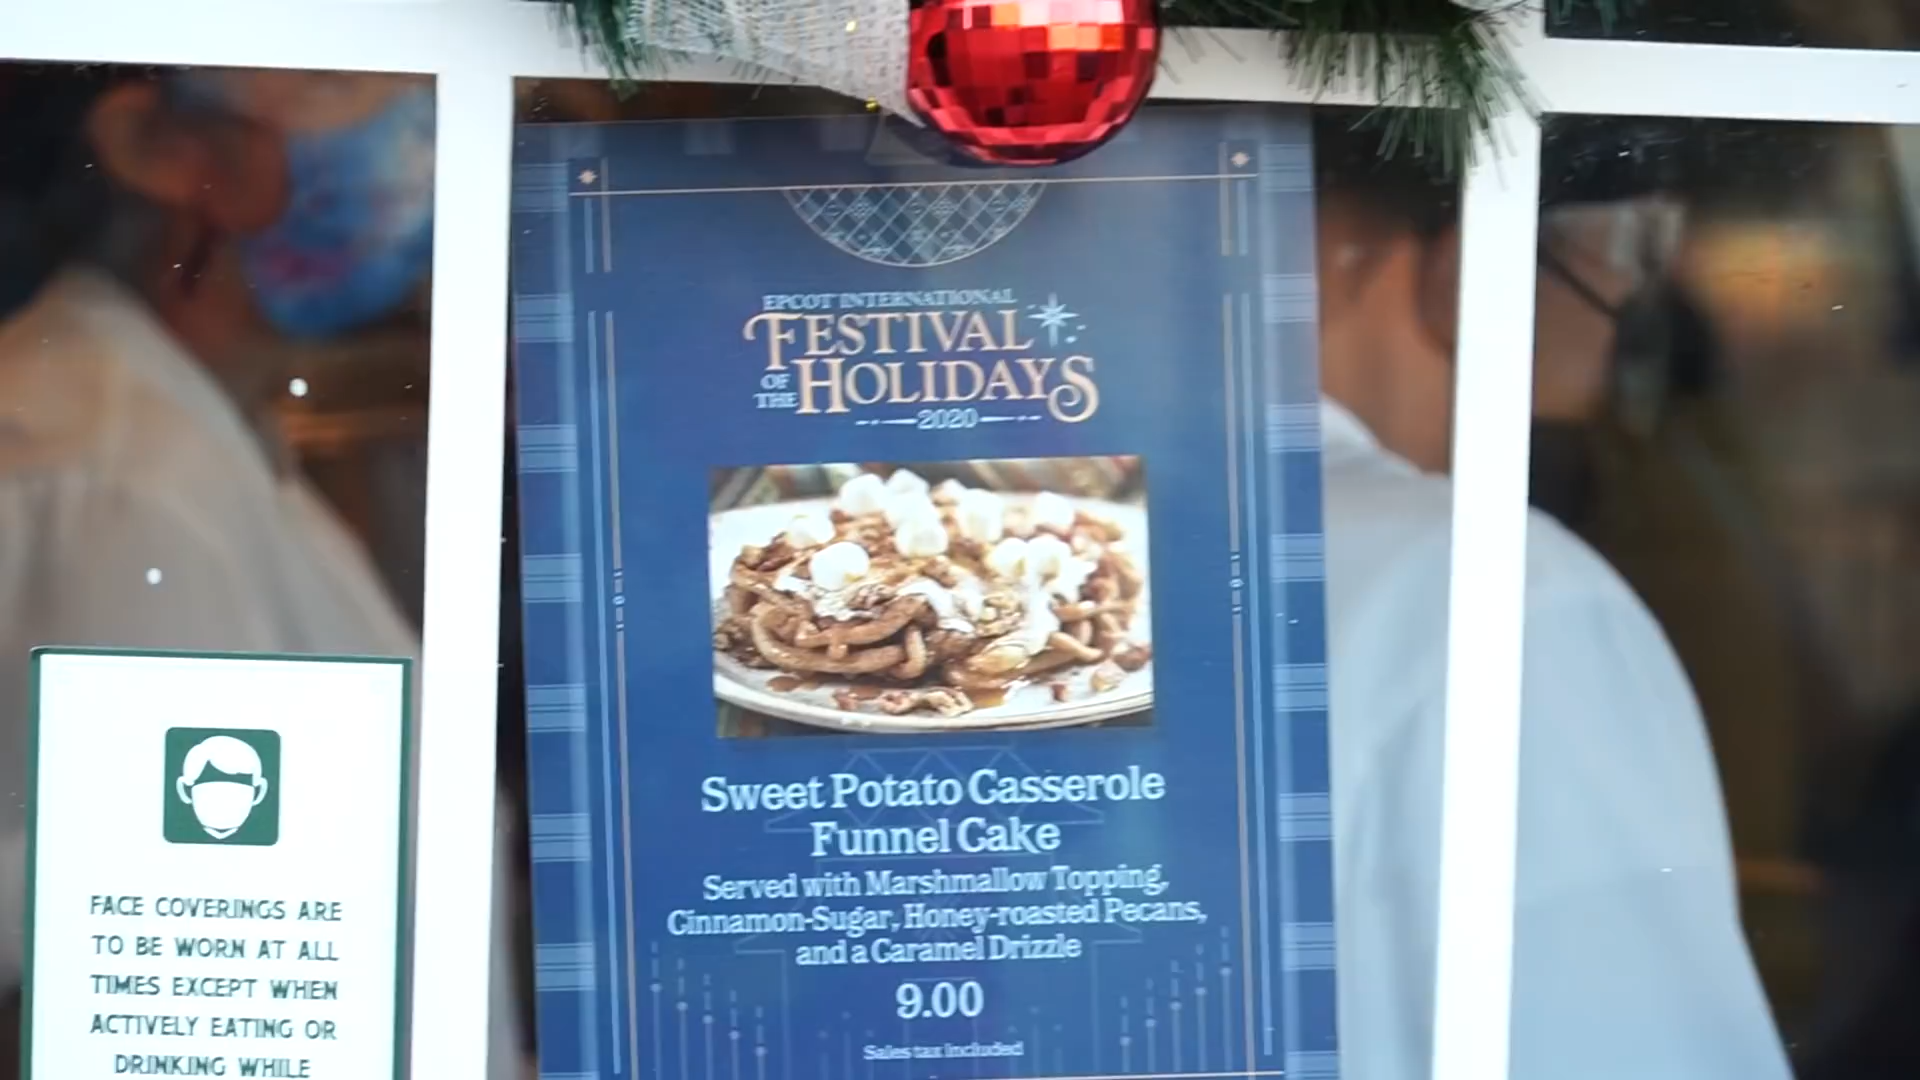 EPCOT INTERNATIONAL
FESTIVAL
OF THE HOLIDAYS
2020
Sweet Potato Casserole
Funnel Cake
Served with Marshmallow Topping,
Cinnamon-Sugar, Honey-roasted Pecans,
and a Caramel Drizzle
9.00
Sales tax included
FACE COVERINGS ARE
TO BE WORN AT ALL
TIMES EXCEPT WHEN
ACTIVELY EATING OR
DRINKING WHILE